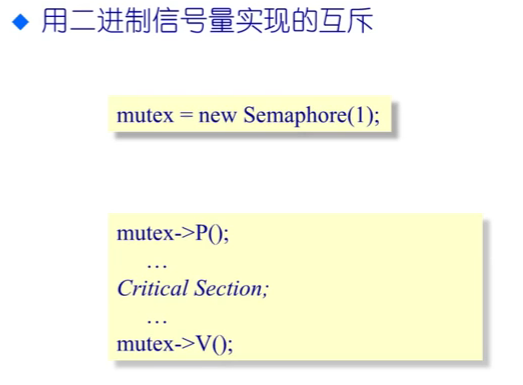 用二进制信号量实现的互斥
mutex = new Semaphore(1);
mutex->P();
…
Critical Section;
…
mutex->V();